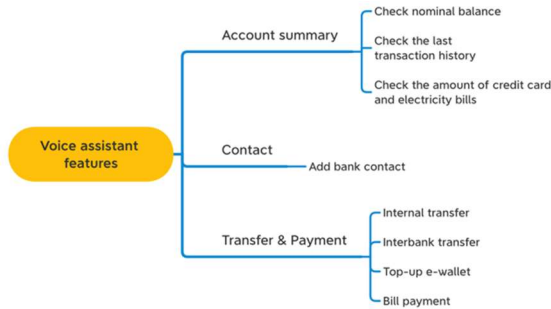 Voice assistant
features
Account summary
Check nominal balance
Check the last
transaction history
Check the amount of credit card
and electricity bills
Contact
Add bank contact
Transfer & Payment
Internal transfer
Interbank transfer
Top-up e-wallet
Bill payment